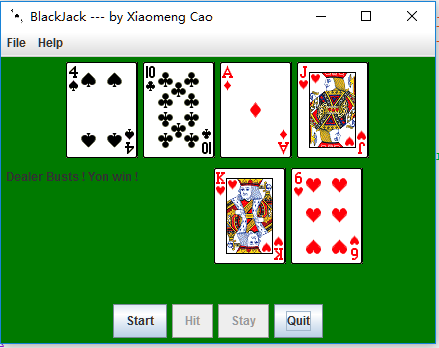 BlackJack --- by Xiaomeng Cao
File Help
4 10 A J
4 10 A J
Dealer Busts ! You win !
K 6
K 6
Start Hit Stay Quit